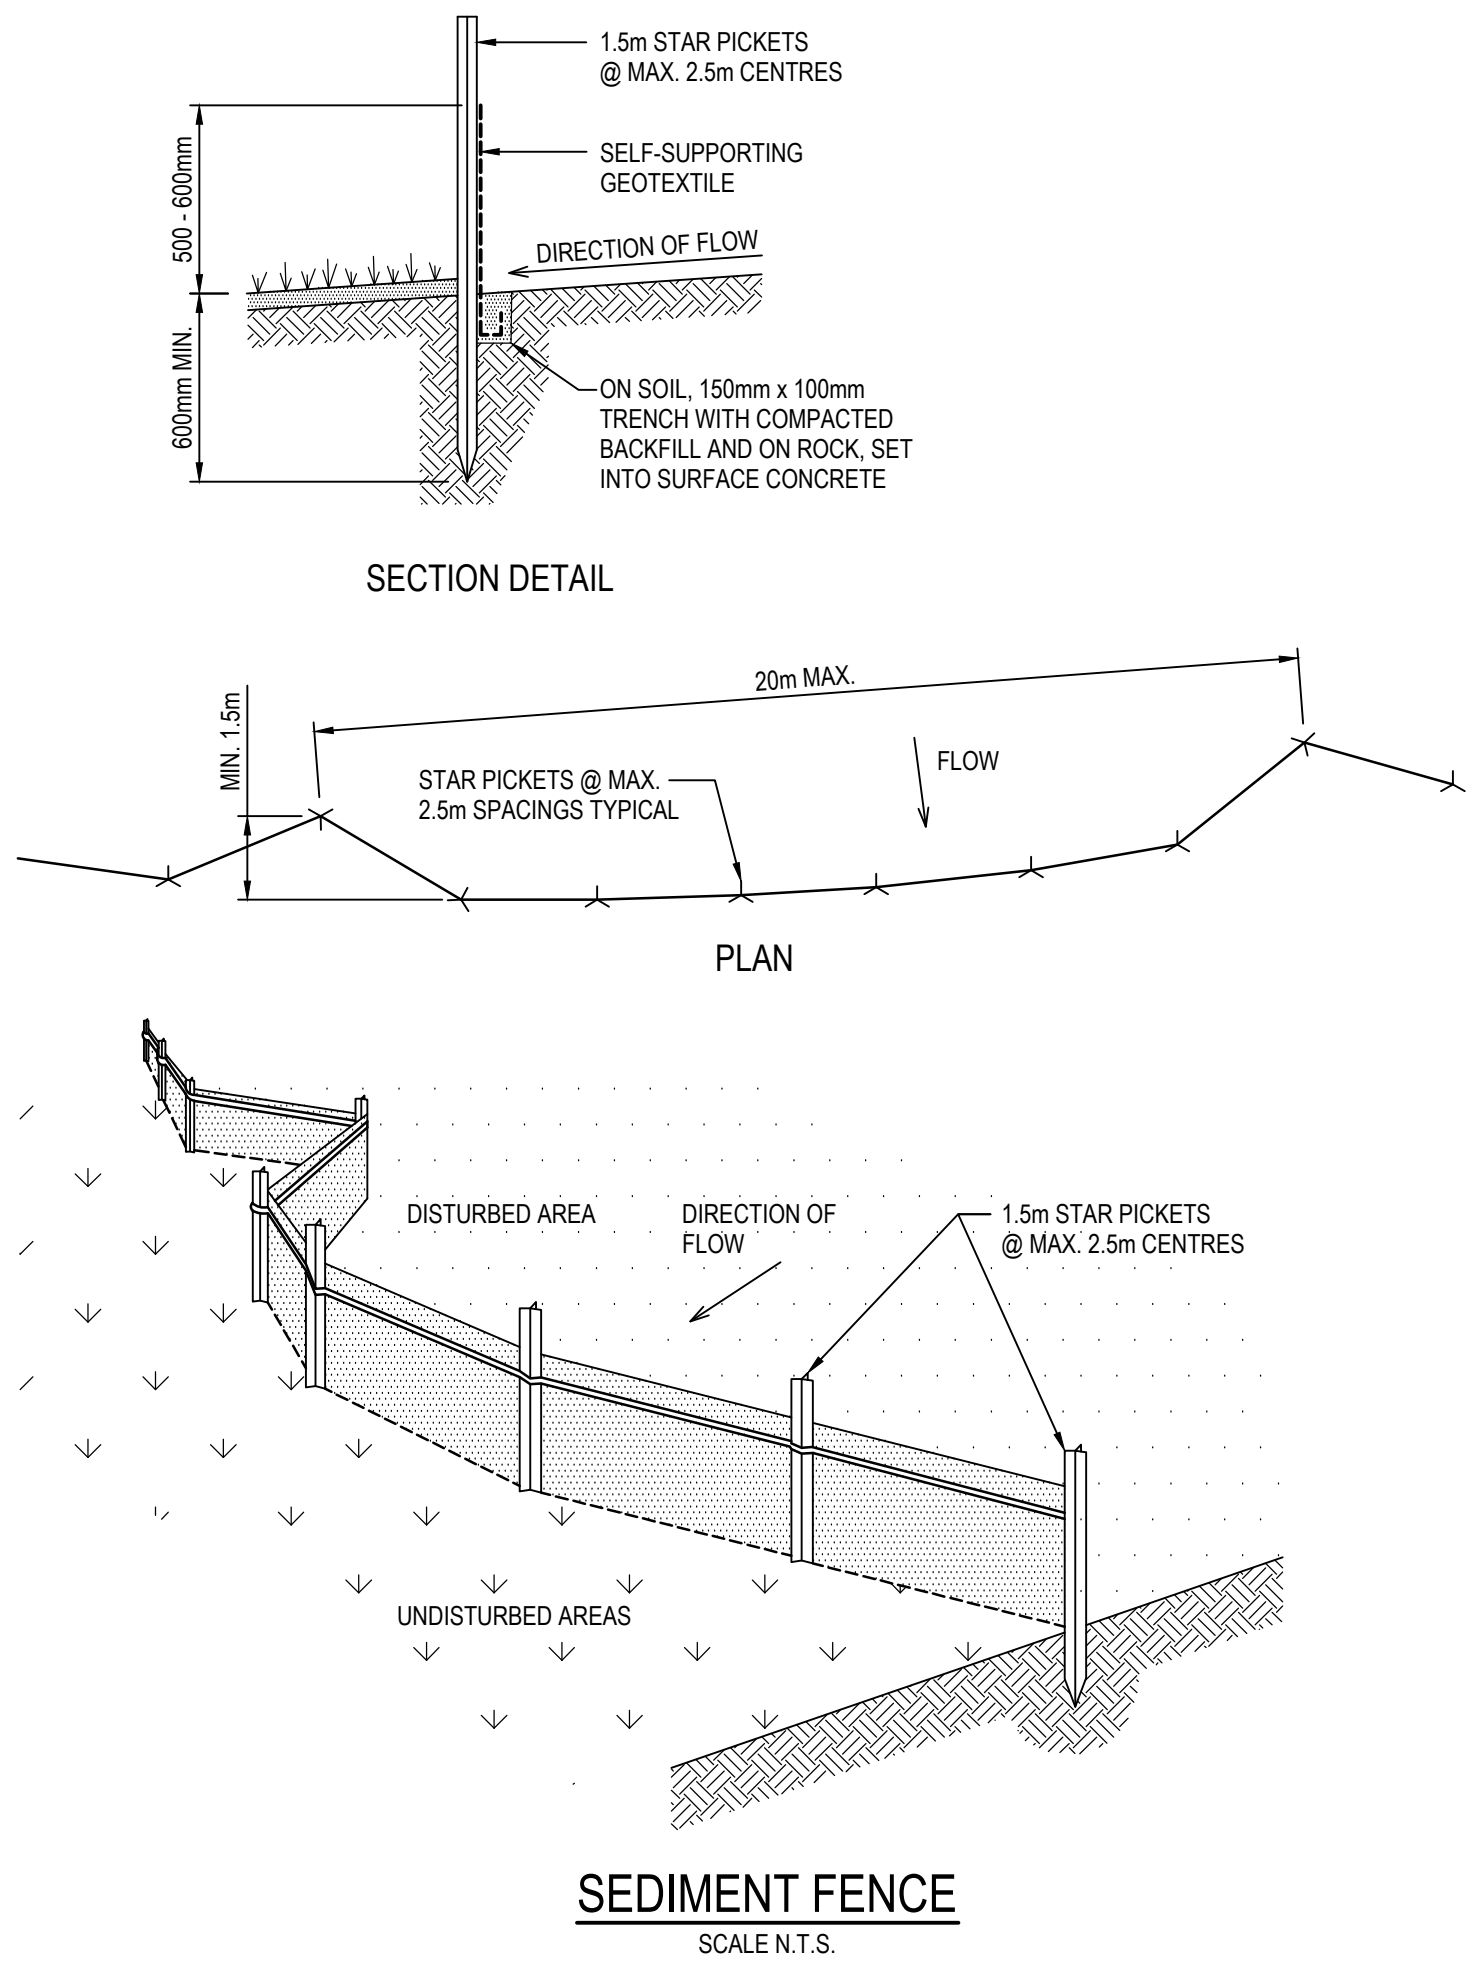 1.5m STAR PICKETS
@ MAX. 2.5m CENTRES
500 - 600mm
SELF-SUPPORTING
GEOTEXTILE
DIRECTION OF FLOW
600mm MIN.
ON SOIL, 150mm x 100mm
TRENCH WITH COMPACTED
BACKFILL AND ON ROCK, SET
INTO SURFACE CONCRETE
SECTION DETAIL
20m MAX.
MIN. 1.5m
STAR PICKETS @ MAX.
2.5m SPACINGS TYPICAL
FLOW
PLAN
DISTURBED AREA
DIRECTION OF
FLOW
1.5m STAR PICKETS
@ MAX. 2.5m CENTRES
UNDISTURBED AREAS
SEDIMENT FENCE
SCALE N.T.S.